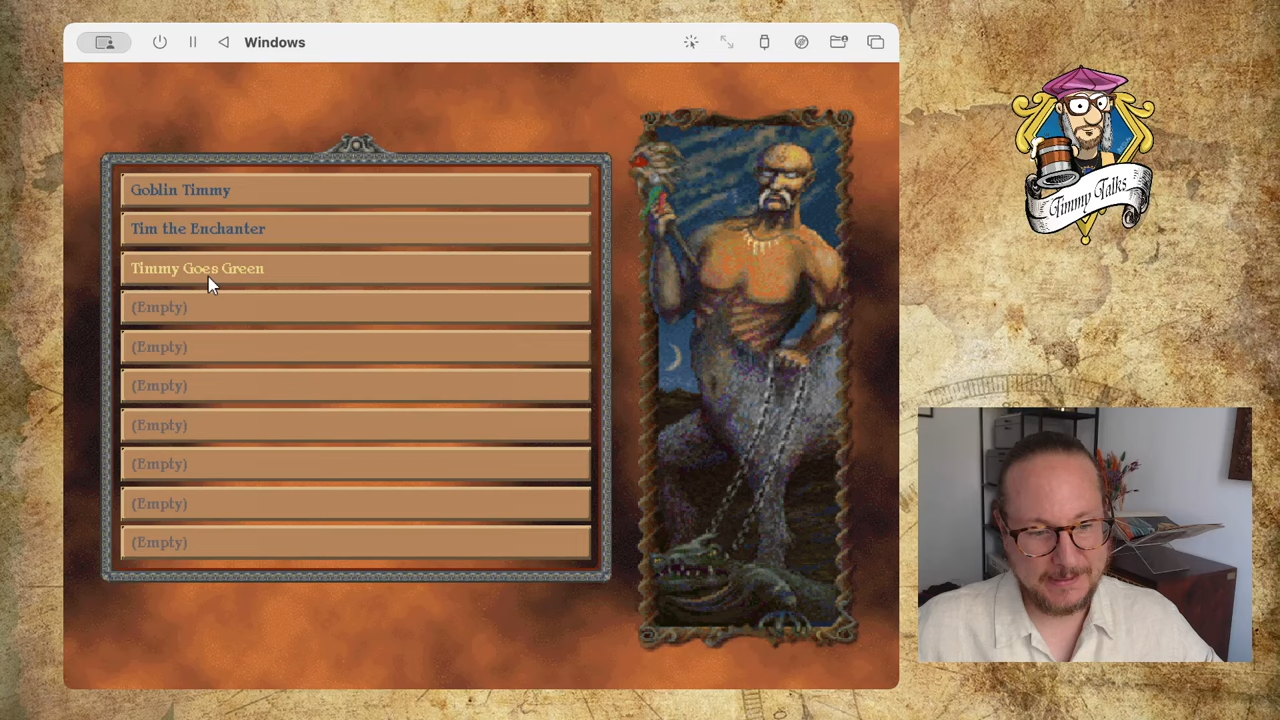 Windows
Goblin Timmy
Tim the Enchanter
Timmy Goes Green
(Empty)
(Empty)
(Empty)
(Empty)
(Empty)
(Empty)
(Empty)
Timmy Talks